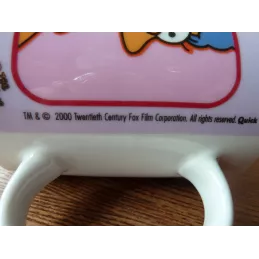 TM & © 2000 Twentieth Century Fox Film Corporation. All rights reserved. Quick